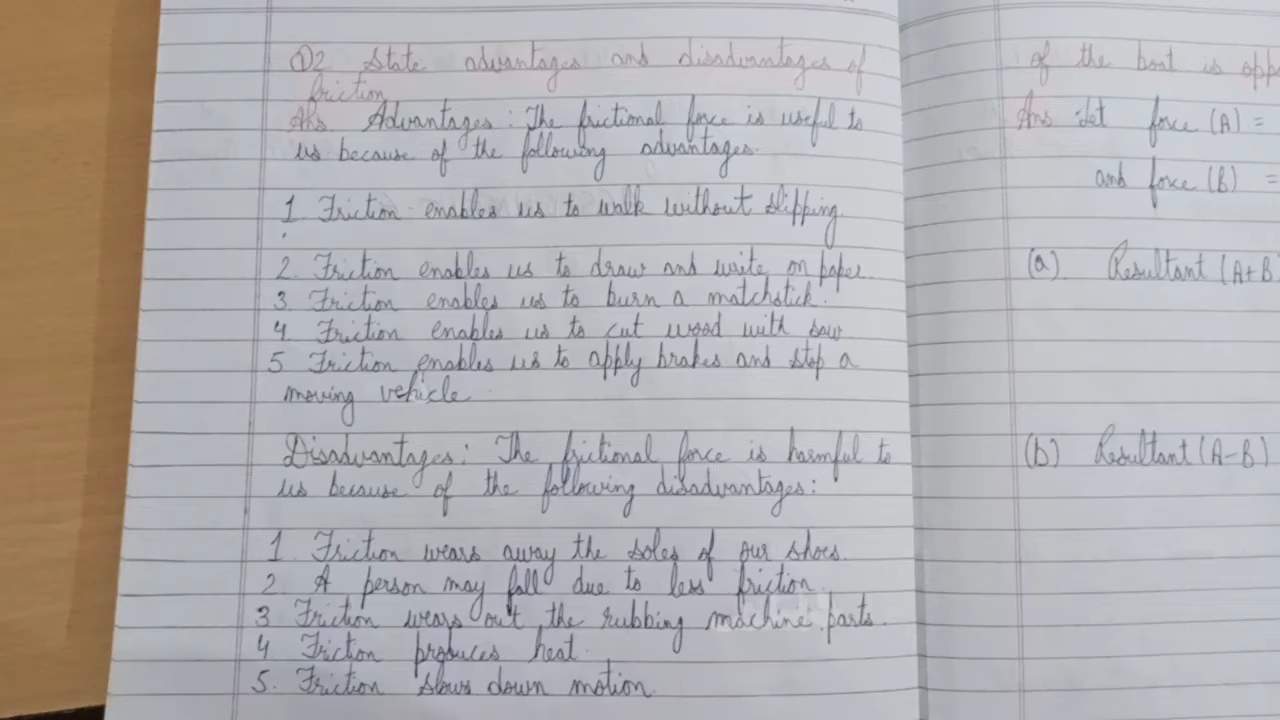 Q2 State advantages and disadvantages of
friction
Ans Advantages: The frictional force is useful to
us because of the following advantages.
1. Friction enables us to walk without slipping.
2. Friction enables us to draw and write on paper.
3. Friction enables us to burn a matchstick.
4 Friction enables us to cut wood with saw
5 Friction enables us to apply brakes and stop a
moving vehicle
Disadvantages: The frictional force is harmful to
us because of the following disadvantages:
1. Friction wears away the soles of our shoes.
2. A person may fall due to less friction.
3 Friction wears out the rubbing machine parts.
4 Friction produces heat.
5. Friction slows down motion.
of the boat is opp
Ans Let force (A) =
and force (B) =
(a) Resultant (A+B
(b) Resultant (A-B)